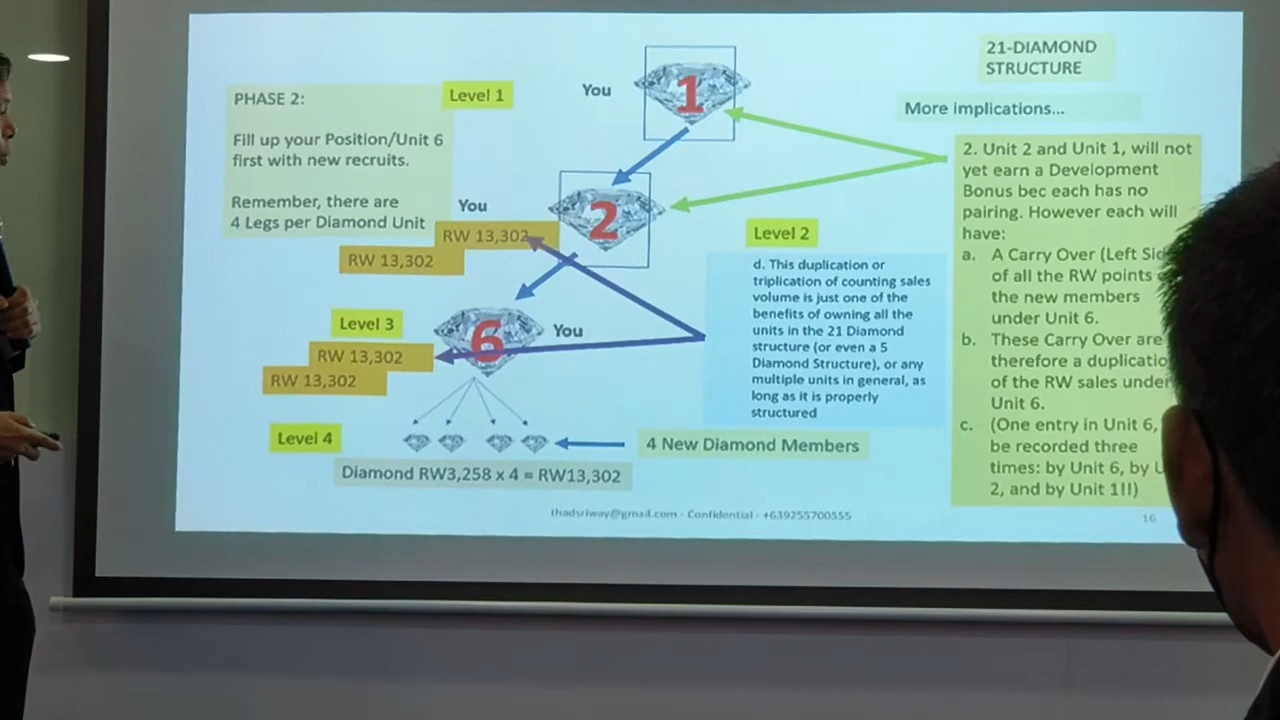 21-DIAMOND
STRUCTURE
More implications...
PHASE 2:
Fill up your Position/Unit 6
first with new recruits.
Remember, there are
4 Legs per Diamond Unit
Level 1
You
1
You
2
RW 13,302
RW 13,302
Level 2
d. This duplication or
triplication of counting sales
volume is just one of the
benefits of owning all the
units in the 21 Diamond
structure (or even a 5
Diamond Structure), or any
multiple units in general, as
long as it is properly
structured
2. Unit 2 and Unit 1, will not
yet earn a Development
Bonus bec each has no
pairing. However each will
have:
a. A Carry Over (Left
of all the RW points
the new members
under Unit 6.
b. These Carry Over are
therefore a
of the RW sales under
Unit 6.
c. (One entry in Unit 6,
be recorded three
times: by Unit 6, by
2, and by Unit 1!!)
Level 3
6
You
RW 13,302
RW 13,302
Level 4
4 New Diamond Members
Diamond RW3,258 x 4 = RW13,302
thadsriway@gmail.com - Confidential - +639255700555
16